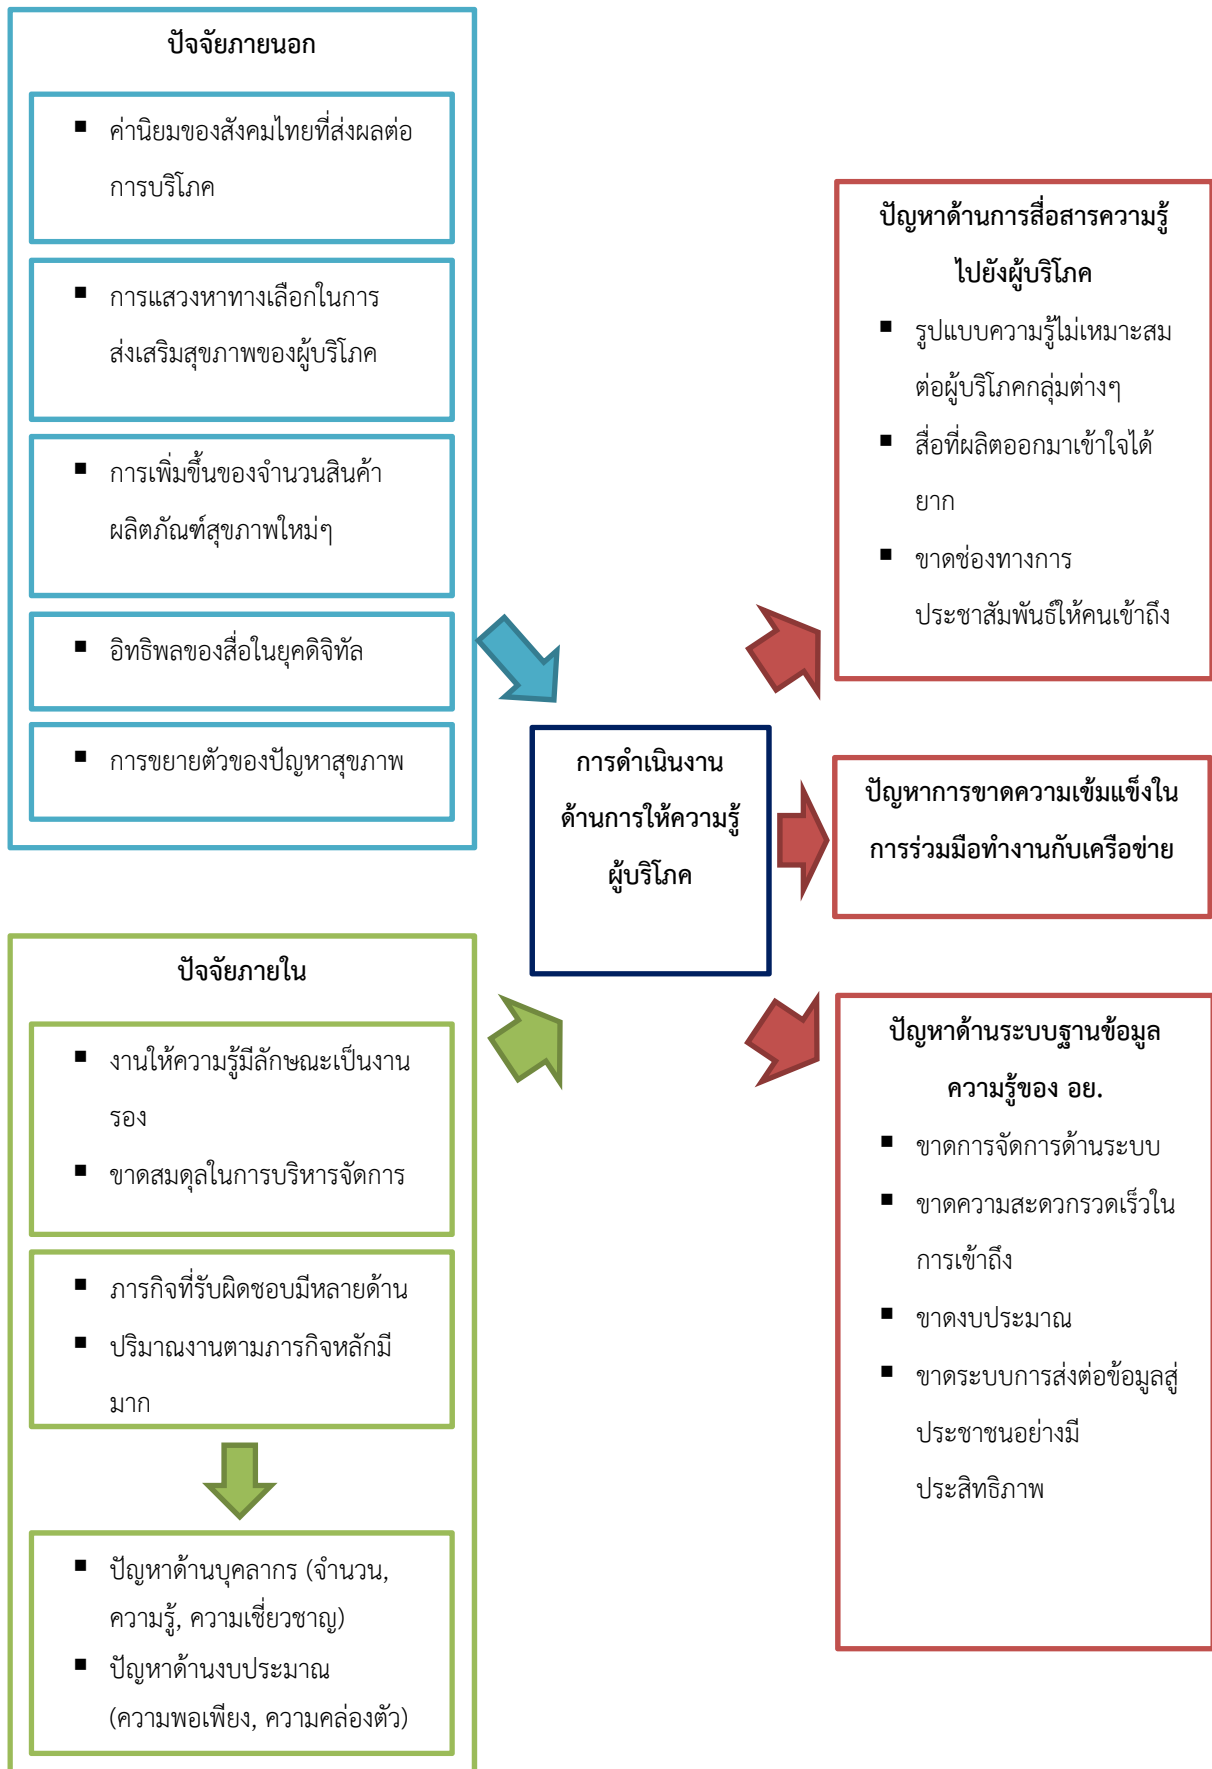 ปัจจัยภายนอก
ค่านิยมของสังคมไทยที่ส่งผลต่อ
การบริโภค
การแสวงหาทางเลือกในการ
ส่งเสริมสุขภาพของผู้บริโภค
การเพิ่มขึ้นของจำนวนสินค้า
ผลิตภัณฑ์สุขภาพใหม่ๆ
อิทธิพลของสื่อในยุคดิจิทัล
การขยายตัวของปัญหาสุขภาพ
ปัจจัยภายใน
งานให้ความรู้มีลักษณะเป็นงาน
รอง
ขาดสมดุลในการบริหารจัดการ
ภารกิจที่รับผิดชอบมีหลายด้าน
ปริมาณงานตามภารกิจหลักมี
มาก
ปัญหาด้านบุคลากร (จำนวน,
ความรู้, ความเชี่ยวชาญ)
ปัญหาด้านงบประมาณ
(ความพอเพียง, ความคล่องตัว)
การดำเนินงาน
ด้านการให้ความรู้
ผู้บริโภค
ปัญหาด้านการสื่อสารความรู้
ไปยังผู้บริโภค
รูปแบบความรู้ไม่เหมาะสม
ต่อผู้บริโภคกลุ่มต่างๆ
สื่อที่ผลิตออกมาเข้าใจได้
ยาก
ขาดช่องทางการ
ประชาสัมพันธ์ให้คนเข้าถึง
ปัญหาการขาดความเข้มแข็งใน
การร่วมมือทำงานกับเครือข่าย
ปัญหาด้านระบบฐานข้อมูล
ความรู้ของ อย.
ขาดการจัดการด้านระบบ
ขาดความสะดวกรวดเร็วใน
การเข้าถึง
ขาดงบประมาณ
ขาดระบบการส่งต่อข้อมูลสู่
ประชาชนอย่างมี
ประสิทธิภาพ